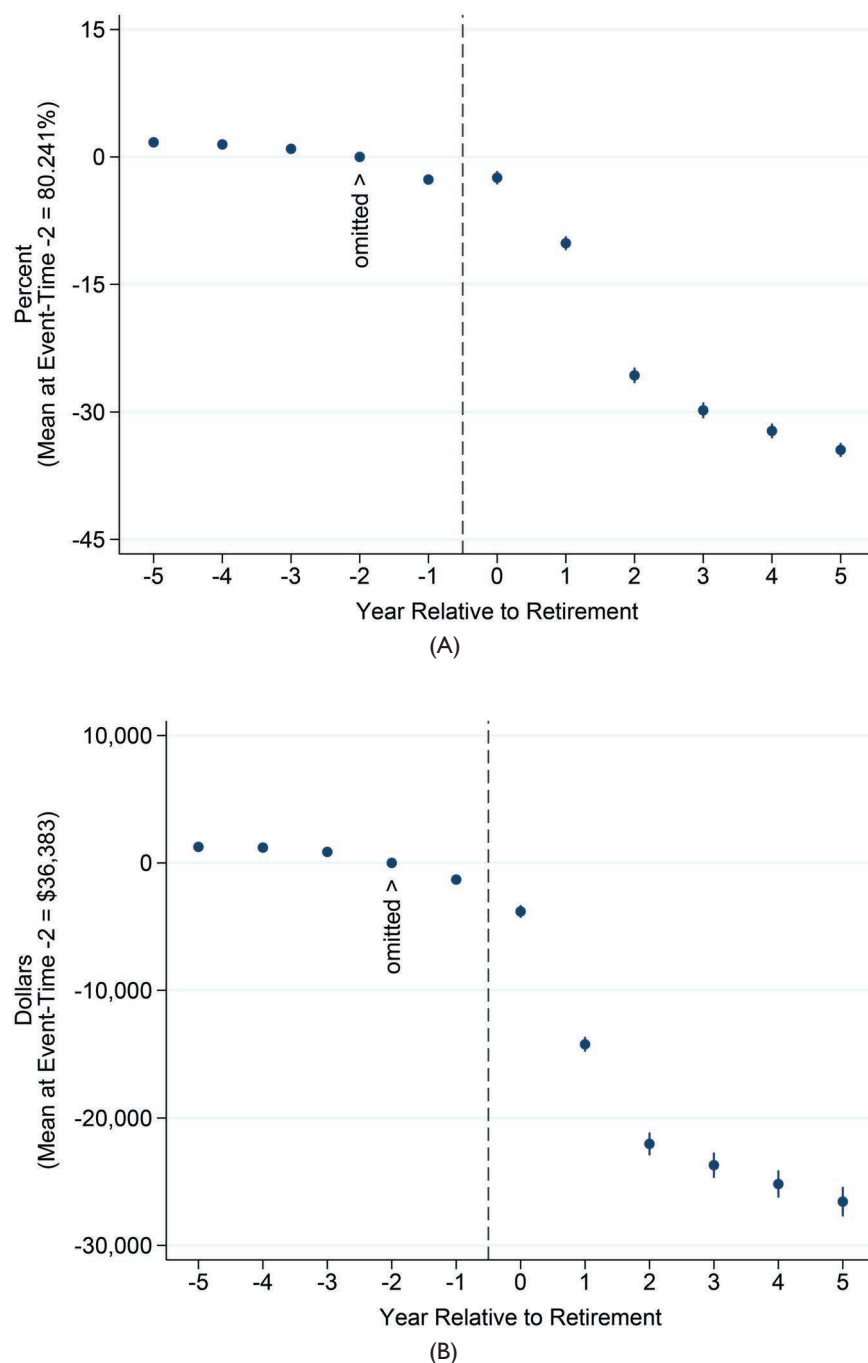 15
0
-15
-30
-45
Percent
(Mean at Event-Time -2 = 80.241%)
omitted >
-5 -4 -3 -2 -1 0 1 2 3 4 5
Year Relative to Retirement
(A)
10,000
0
-10,000
-20,000
-30,000
Dollars
(Mean at Event-Time -2 = $36,383)
omitted >
-5 -4 -3 -2 -1 0 1 2 3 4 5
Year Relative to Retirement
(B)